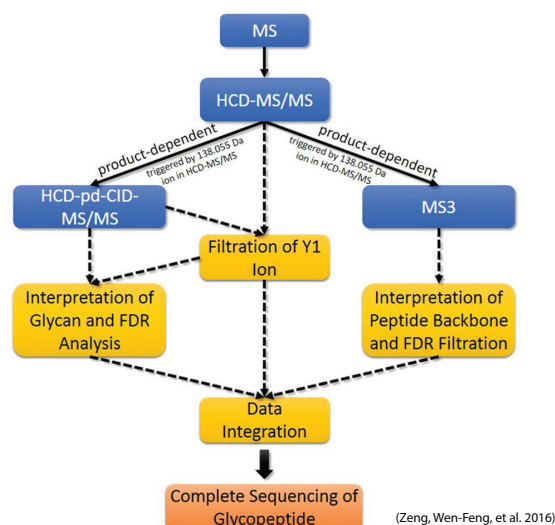 MS
HCD-MS/MS
product-dependent
triggered by 138.055 Da
ion in HCD-MS/MS
product-dependent
triggered by 138.055 Da
ion in HCD-MS/MS
HCD-pd-CID-
MS/MS
MS3
Filtration of Y1
Ion
Interpretation of
Glycan and FDR
Analysis
Interpretation of
Peptide Backbone
and FDR Filtration
Data
Integration
Complete Sequencing of
Glycopeptide
(Zeng, Wen-Feng, et al. 2016)